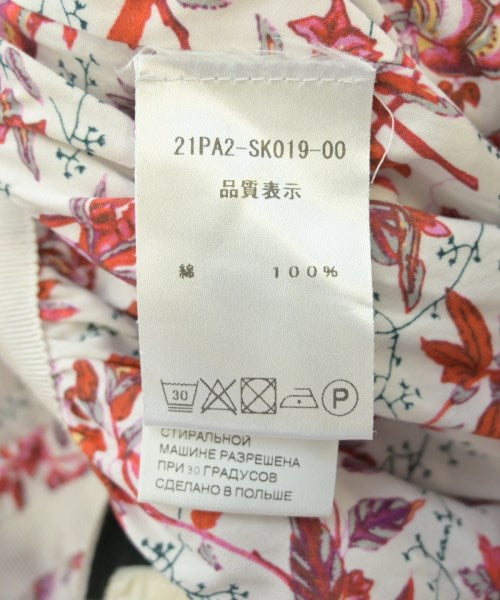 21PA2-SK019-00
品質表示
綿 100%
30 P
СТИРАЛЬНОЙ
МАШИНЕ РАЗРЕШЕНА
ПРИ 30 ГРАДУСОВ
СДЕЛАНО В ПОЛЬШЕ